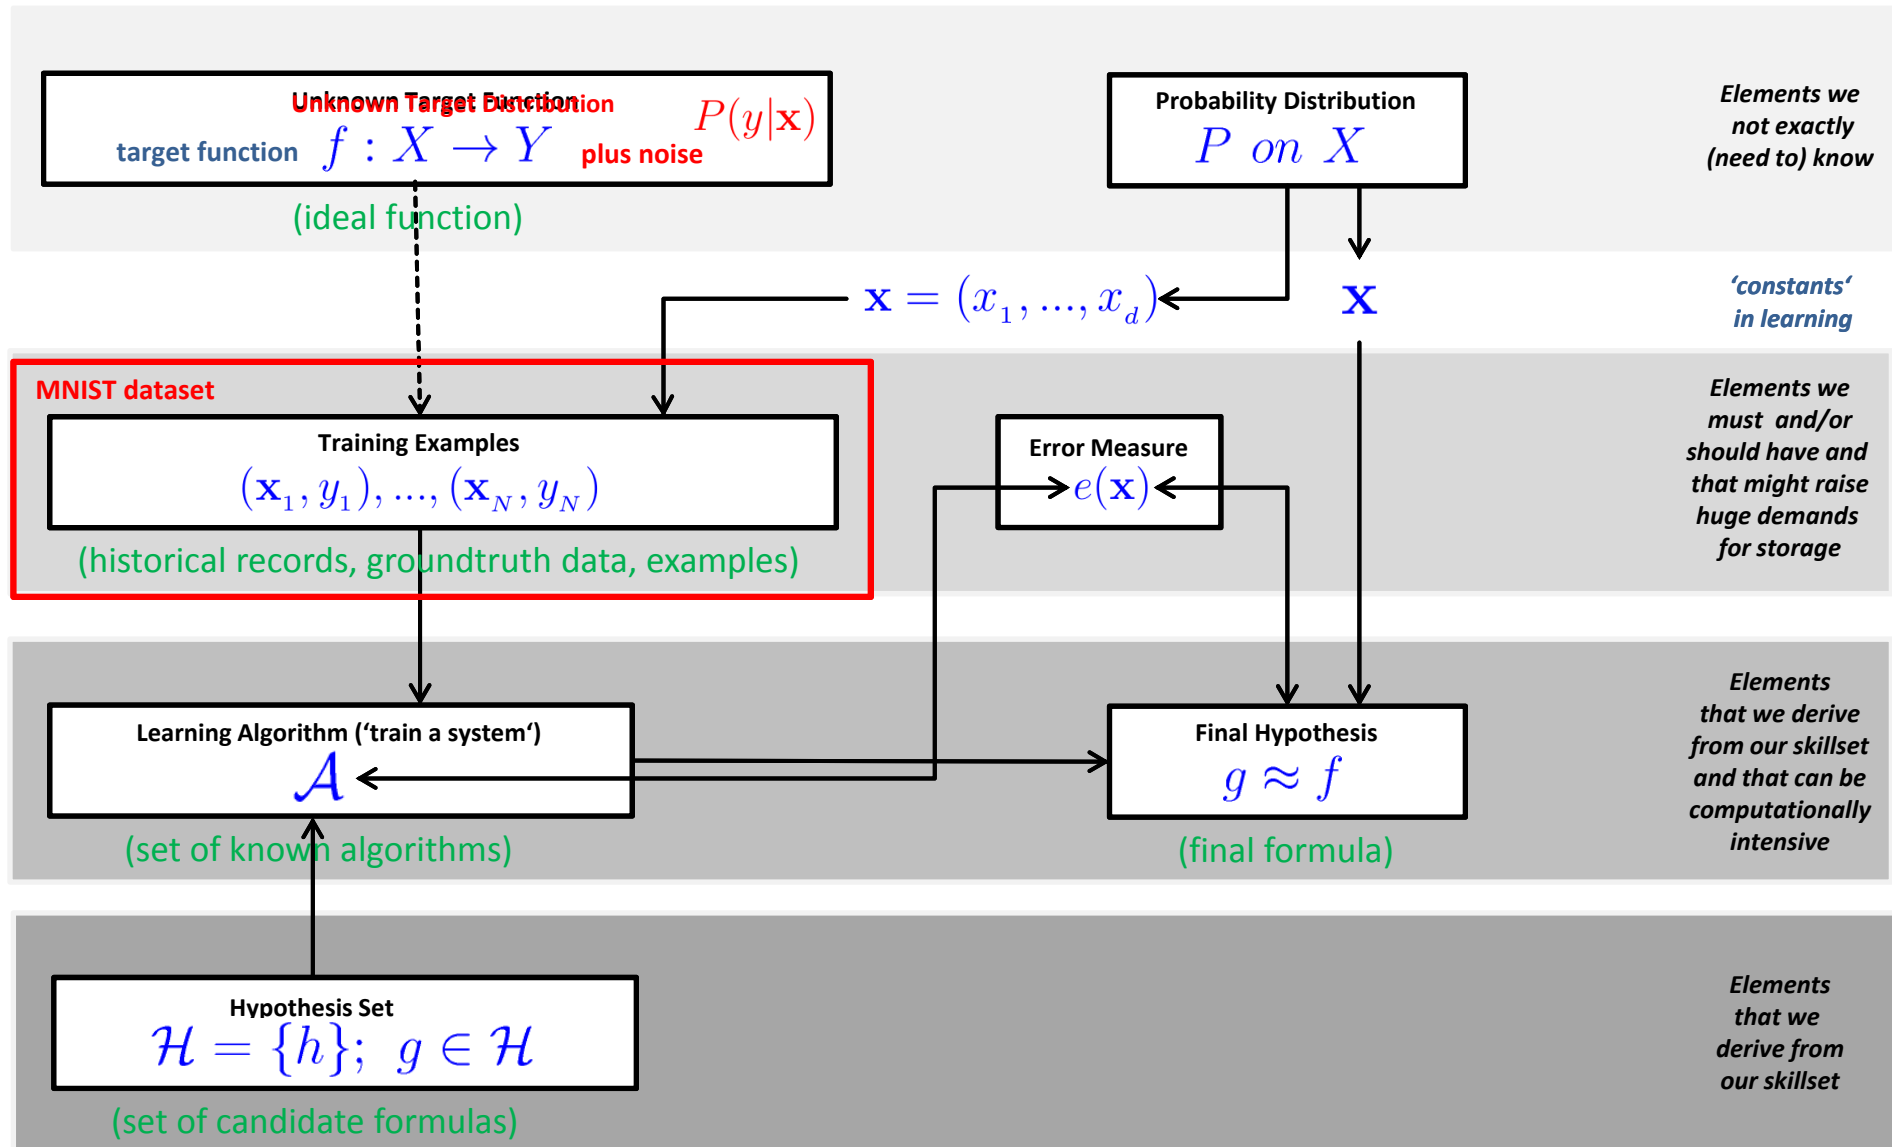 Unknown Target Function
Unknown Target Distribution
target function f : X → Y plus noise P(y|x)
(ideal function)
Probability Distribution
P on X
Elements we
not exactly
(need to) know
x = (x₁, ..., x_d)
x
‘constants‘
in learning
MNIST dataset
Training Examples
(x₁, y₁), ..., (x_N, y_N)
(historical records, groundtruth data, examples)
Error Measure
e(x)
Elements we
must and/or
should have and
that might raise
huge demands
for storage
Learning Algorithm (‘train a system‘)
𝒜
(set of known algorithms)
Final Hypothesis
g ≈ f
(final formula)
Elements
that we derive
from our skillset
and that can be
computationally
intensive
Hypothesis Set
ℋ = {h}; g ∈ ℋ
(set of candidate formulas)
Elements
that we
derive from
our skillset